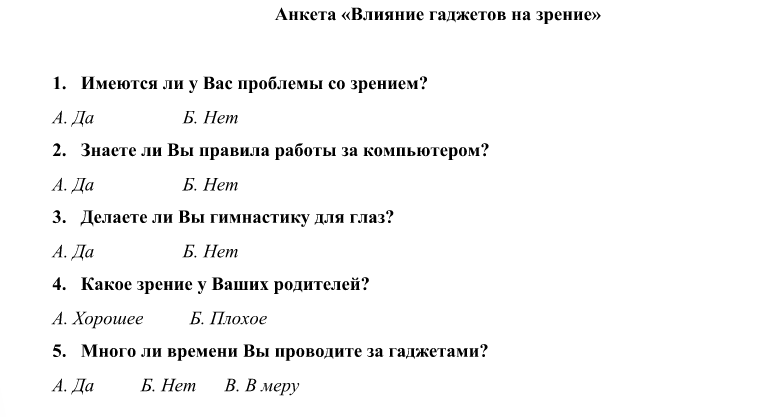 Анкета «Влияние гаджетов на зрение»
1. Имеются ли у Вас проблемы со зрением?
А. Да Б. Нет
2. Знаете ли Вы правила работы за компьютером?
А. Да Б. Нет
3. Делаете ли Вы гимнастику для глаз?
А. Да Б. Нет
4. Какое зрение у Ваших родителей?
А. Хорошее Б. Плохое
5. Много ли времени Вы проводите за гаджетами?
А. Да Б. Нет В. В меру